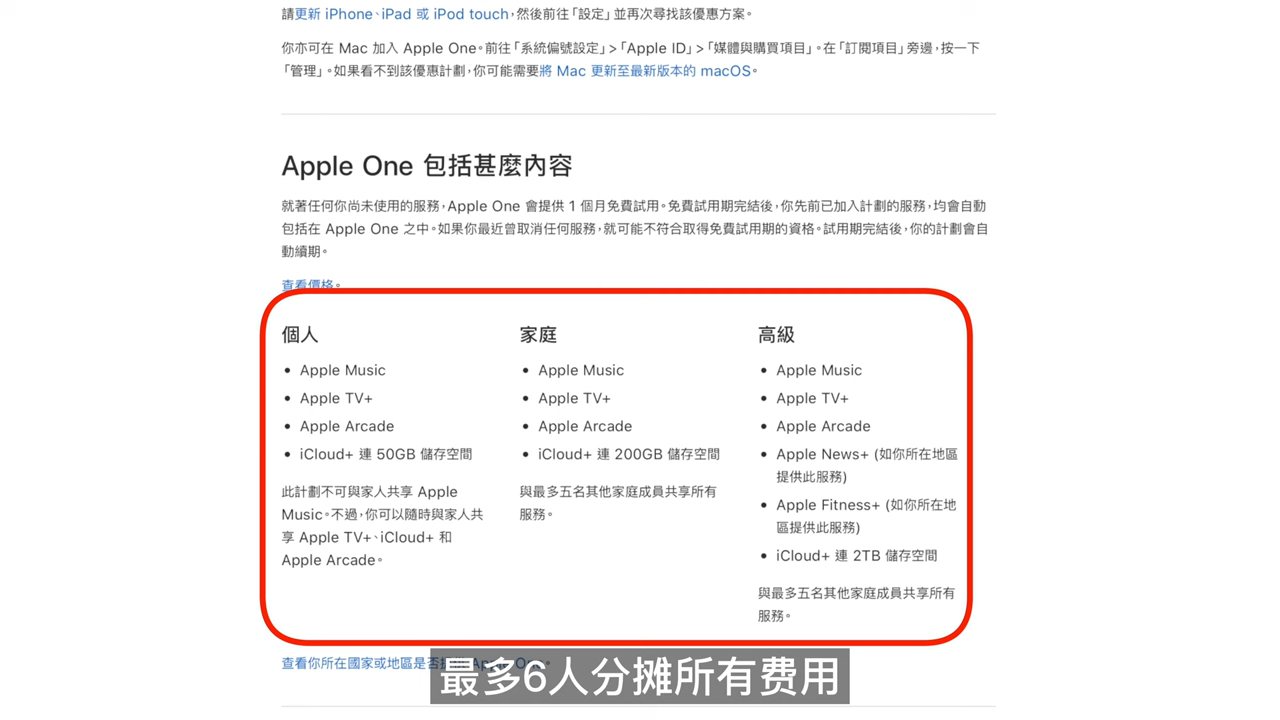 請更新 iPhone、iPad 或 iPod touch，然後前往「設定」並再次尋找該優惠方案。
你亦可在 Mac 加入 Apple One。前往「系統偏號設定」>「Apple ID」>「媒體與購買項目」。在「訂閱項目」旁邊，按一下
「管理」。如果看不到該優惠計劃，你可能需要將 Mac 更新至最新版本的 macOS。
Apple One 包括甚麼內容
就著任何你尚未使用的服務，Apple One 會提供 1 個月免費試用。免費試用期完結後，你先前已加入計劃的服務，均會自動
包括在 Apple One 之中。如果你最近曾取消任何服務，就可能不符合取得免費試用期的資格。試用期完結後，你的計劃會自
動續期。
查看價格。
個人
• Apple Music
• Apple TV+
• Apple Arcade
• iCloud+ 連 50GB 儲存空間
此計劃不可與家人共享 Apple
Music。不過，你可以隨時與家人共
享 Apple TV+、iCloud+ 和
Apple Arcade。
家庭
• Apple Music
• Apple TV+
• Apple Arcade
• iCloud+ 連 200GB 儲存空間
與最多五名其他家庭成員共享所有
服務。
高級
• Apple Music
• Apple TV+
• Apple Arcade
• Apple News+ (如你所在地區
提供此服務)
• Apple Fitness+ (如你所在地
區提供此服務)
• iCloud+ 連 2TB 儲存空間
與最多五名其他家庭成員共享所有
服務。
查看你所在國家或地區是否 Apple One。
最多6人分摊所有费用